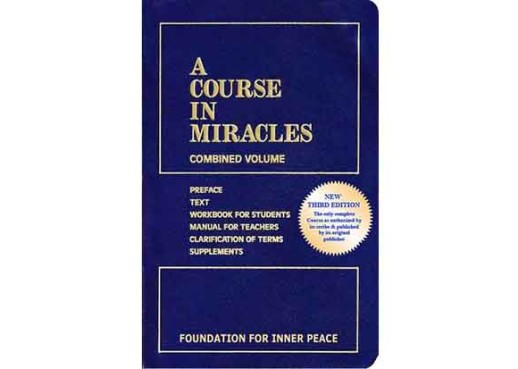 A
COURSE
IN
MIRACLES
COMBINED VOLUME
PREFACE
TEXT
WORKBOOK FOR STUDENTS
MANUAL FOR TEACHERS
CLARIFICATION OF TERMS
SUPPLEMENTS
NEW
THIRD EDITION
The only complete
Course as authorized by
its scribe & published
by its original
publisher
FOUNDATION FOR INNER PEACE